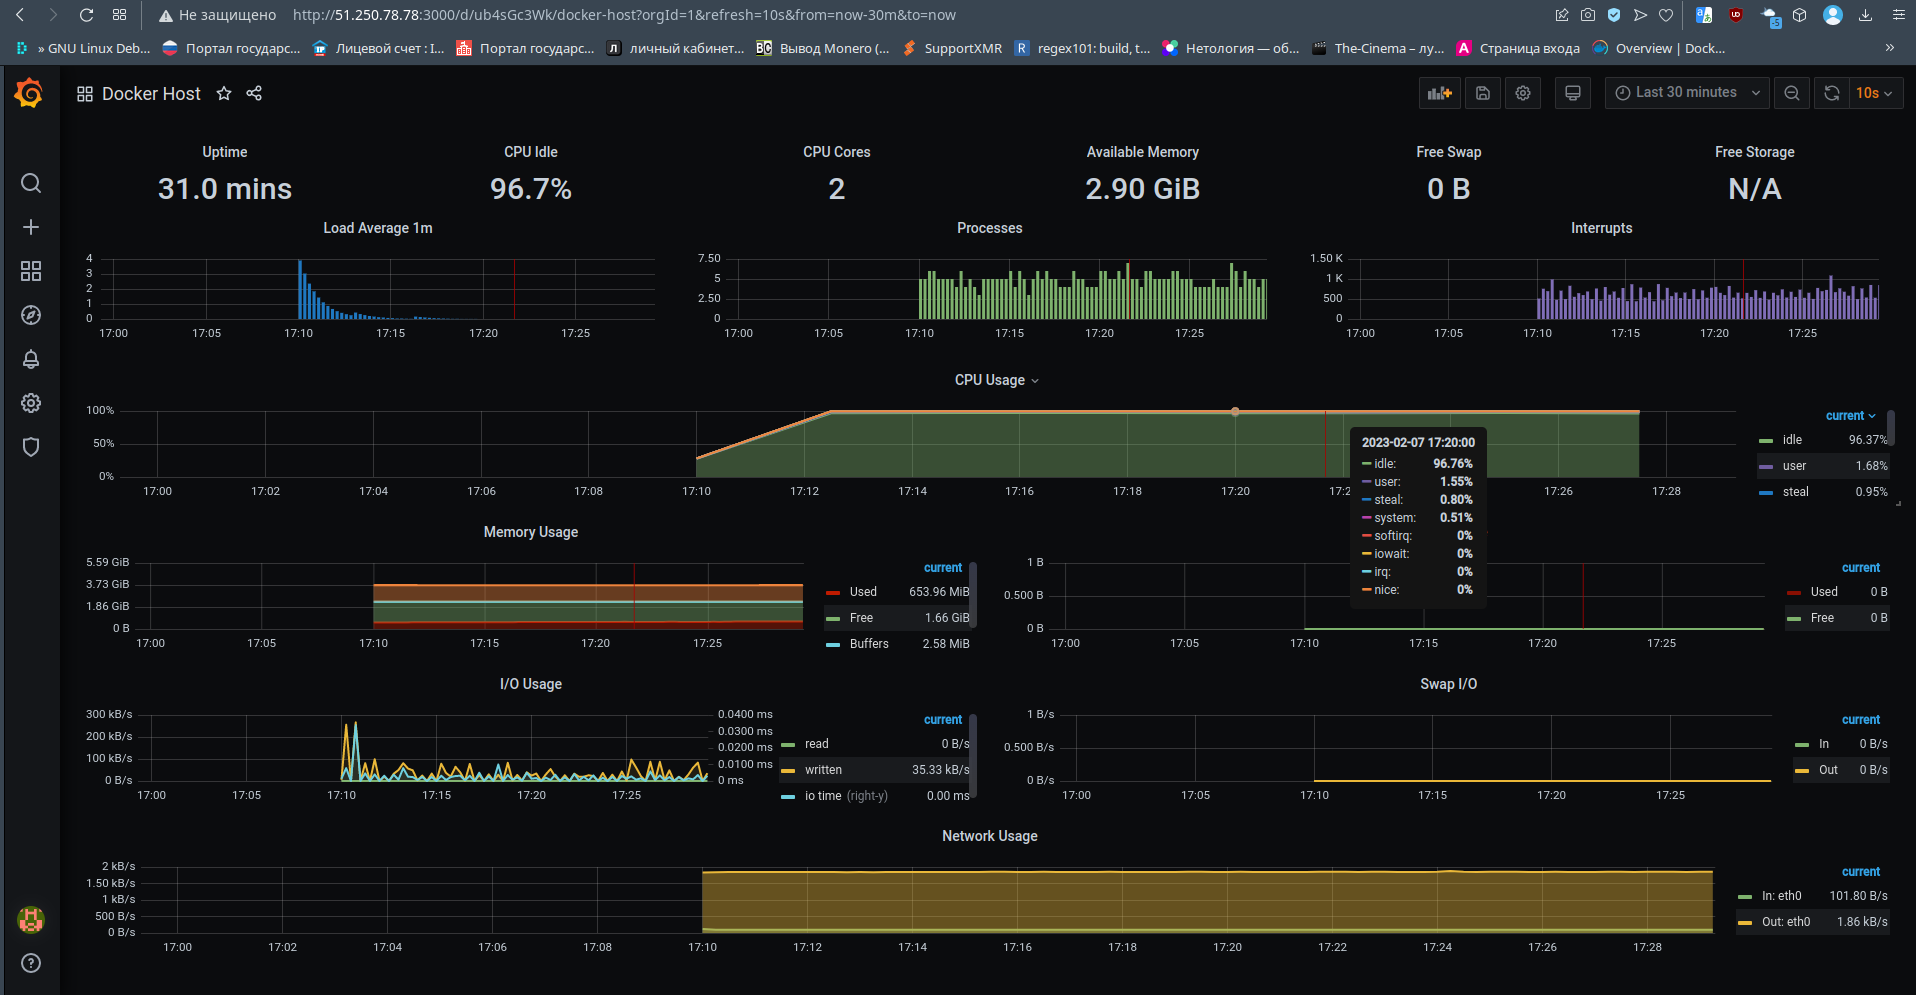 Не защищено http://51.250.78.78:3000/d/ub4sGc3Wk/docker-host?orgId=1&refresh=10s&from=now-30m&to=now
» GNU Linux Deb... Портал государс... Лицевой счет : I... Портал государс... личный кабинет... Вывод Monero (... SupportXMR regex101: build, t... Нетология — об... The-Cinema – лу... Страница входа Overview | Dock... »
Docker Host
Last 30 minutes 10s
Uptime CPU Idle CPU Cores Available Memory Free Swap Free Storage
31.0 mins 96.7% 2 2.90 GiB 0 B N/A
Load Average 1m
4
3
2
1
0
17:00 17:05 17:10 17:15 17:20 17:25
Processes
7.50
5
2.50
0
17:00 17:05 17:10 17:15 17:20 17:25
Interrupts
1.50 K
1 K
500
0
17:00 17:05 17:10 17:15 17:20 17:25
CPU Usage
100%
50%
0%
17:00 17:02 17:04 17:06 17:08 17:10 17:12 17:14 17:16 17:18 17:20 17:2 17:26 17:28
current
idle 96.37%
user 1.68%
steal 0.95%
2023-02-07 17:20:00
idle: 96.76%
user: 1.55%
steal: 0.80%
system: 0.51%
softirq: 0%
iowait: 0%
irq: 0%
nice: 0%
Memory Usage
5.59 GiB
3.73 GiB
1.86 GiB
0 B
17:00 17:05 17:10 17:15 17:20 17:25
current
Used 653.96 MiB
Free 1.66 GiB
Buffers 2.58 MiB
1 B
0.500 B
0 B
17:00 17:05 17:10 17:15 17:20 17:25
current
Used 0 B
Free 0 B
I/O Usage
300 kB/s
200 kB/s
100 kB/s
0 B/s
0.0400 ms
0.0300 ms
0.0200 ms
0.0100 ms
0 ms
17:00 17:05 17:10 17:15 17:20 17:25
current
read 0 B/s
written 35.33 kB/s
io time (right-y) 0.00 ms
Swap I/O
1 B/s
0.500 B/s
0 B/s
17:00 17:05 17:10 17:15 17:20 17:25
current
In 0 B/s
Out 0 B/s
Network Usage
2 kB/s
1.50 kB/s
1 kB/s
500 B/s
0 B/s
17:00 17:02 17:04 17:06 17:08 17:10 17:12 17:14 17:16 17:18 17:20 17:22 17:24 17:26 17:28
current
In: eth0 101.80 B/s
Out: eth0 1.86 kB/s